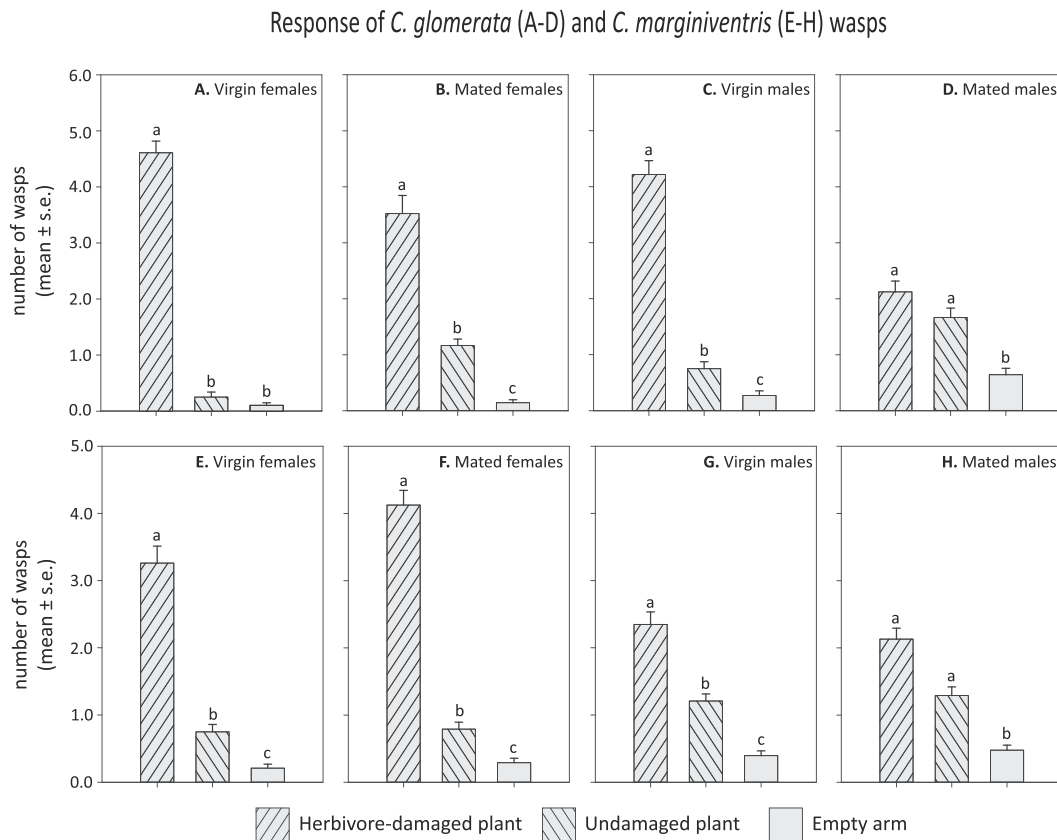 Response of C. glomerata (A-D) and C. marginiventris (E-H) wasps
number of wasps
(mean ± s.e.)
6.0
5.0
4.0
3.0
2.0
1.0
0.0
A. Virgin females
a
b
b
B. Mated females
a
b
c
C. Virgin males
a
b
c
D. Mated males
a
a
b
number of wasps
(mean ± s.e.)
5.0
4.0
3.0
2.0
1.0
0.0
E. Virgin females
a
b
c
F. Mated females
a
b
c
G. Virgin males
a
b
c
H. Mated males
a
a
b
Herbivore-damaged plant
Undamaged plant
Empty arm